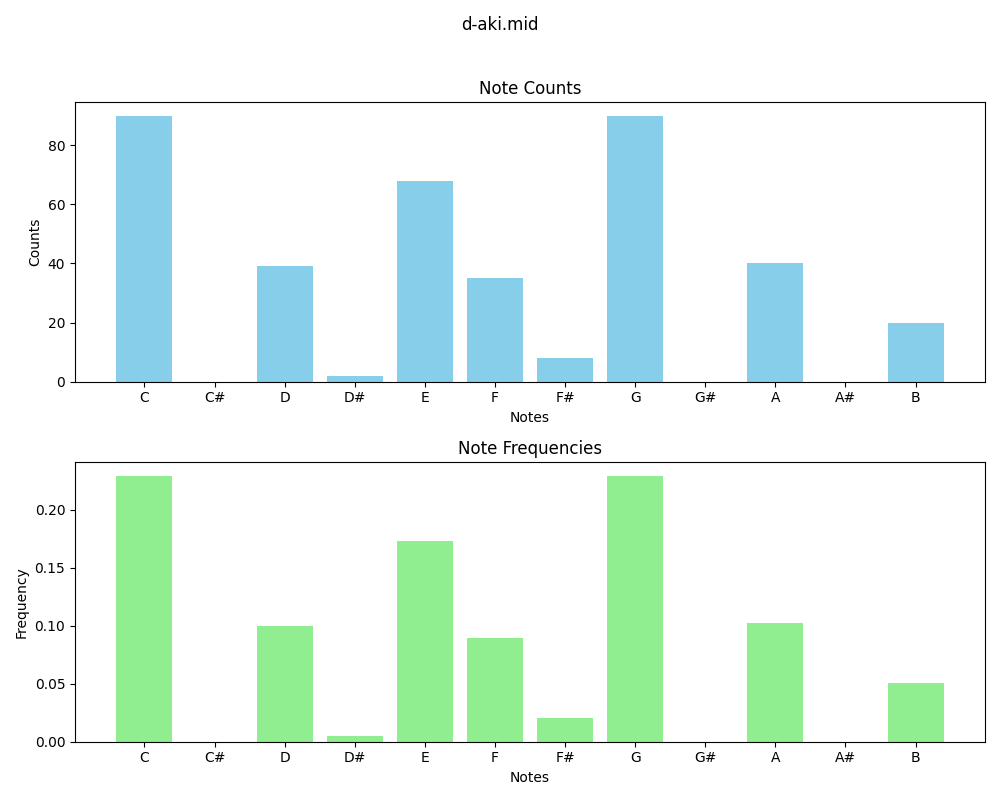 d-aki.mid
Note Counts
80
60
40
20
0
Counts
C C# D D# E F F# G G# A A# B
Notes
Note Frequencies
0.20
0.15
0.10
0.05
0.00
Frequency
C C# D D# E F F# G G# A A# B
Notes